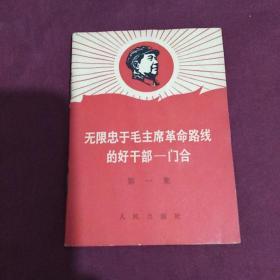 无限忠于毛主席革命路线
的好干部—门合
第一集
人民出版社